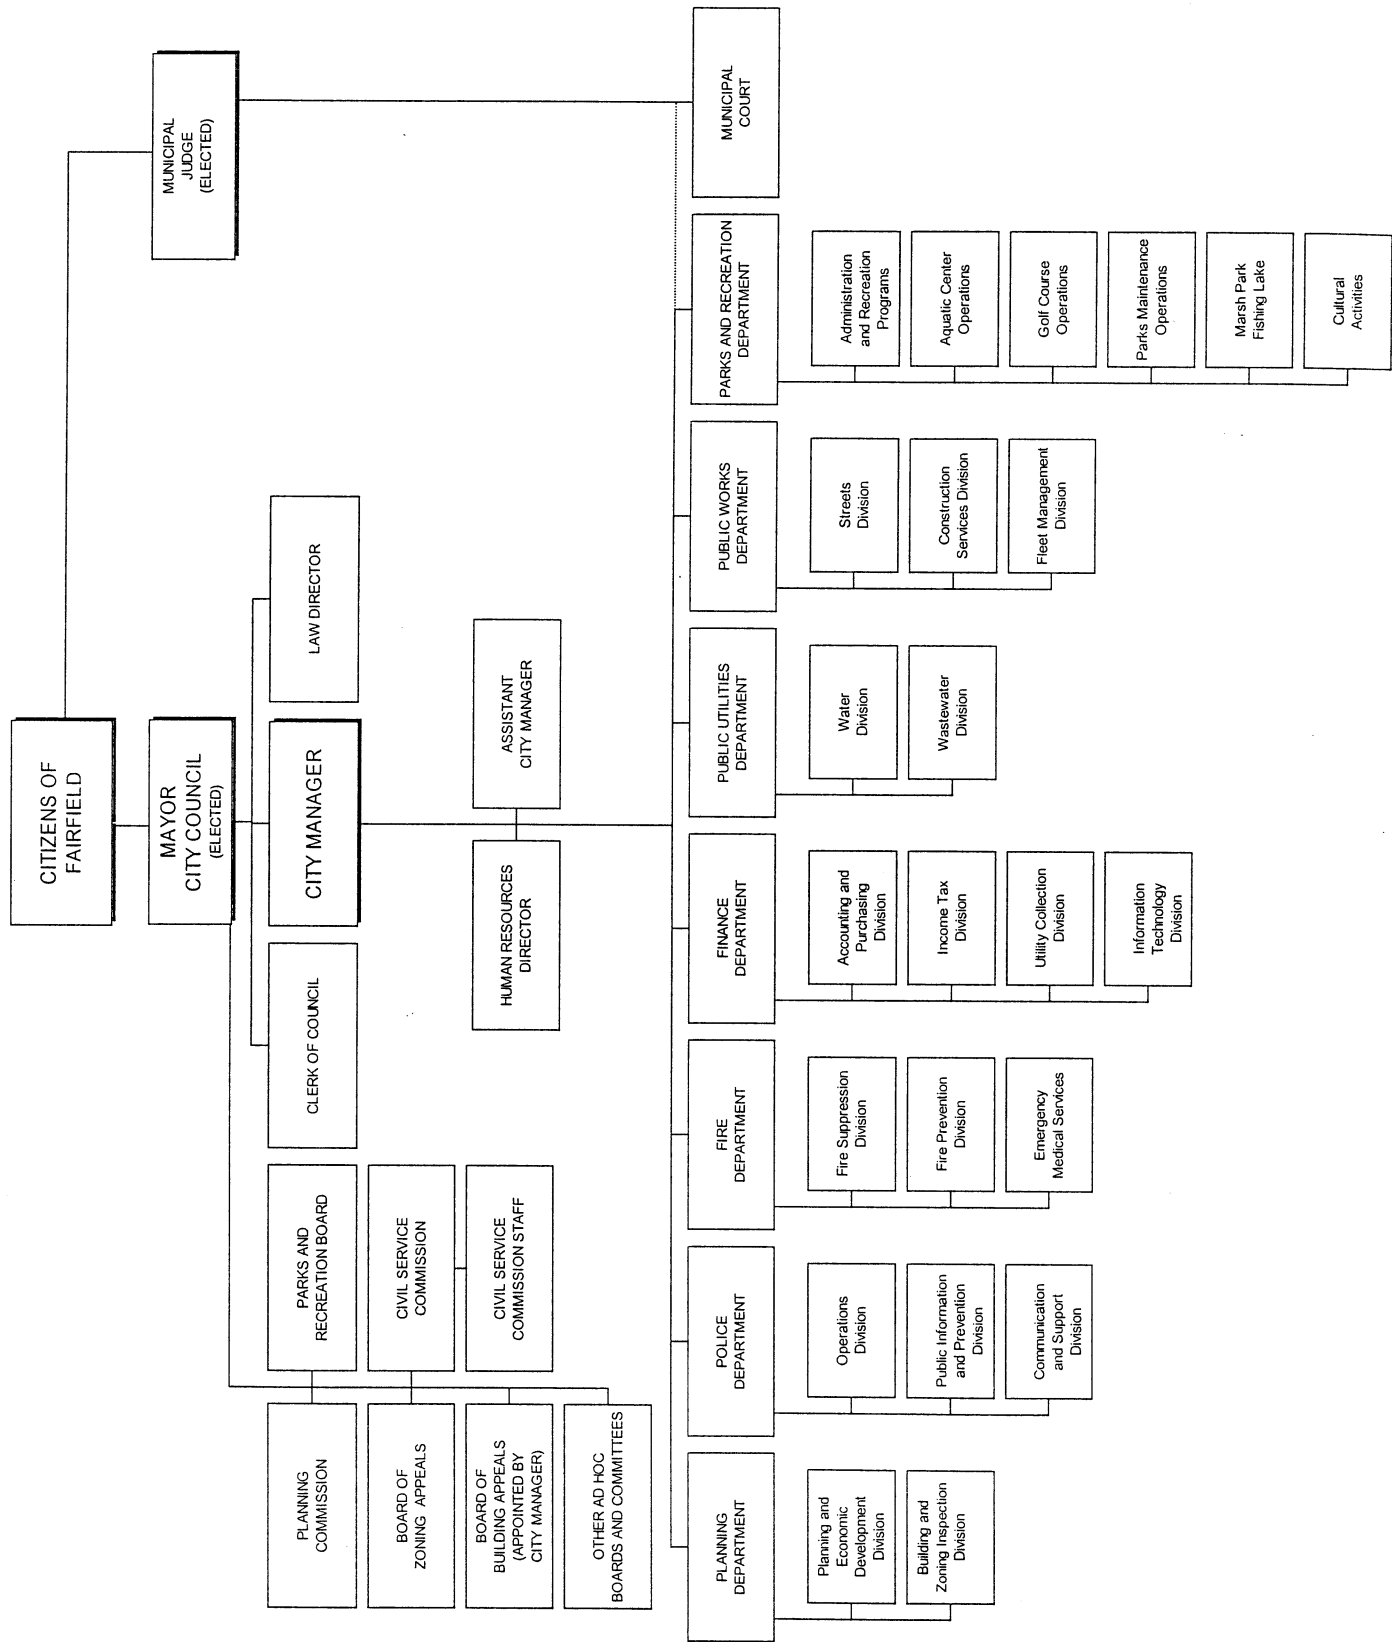 CITIZENS OF
FAIRFIELD
MAYOR
CITY COUNCIL
(ELECTED)
MUNICIPAL
JUDGE
(ELECTED)
PLANNING
COMMISSION
PARKS AND
RECREATION BOARD
CLERK OF COUNCIL
CITY MANAGER
LAW DIRECTOR
BOARD OF
ZONING APPEALS
CIVIL SERVICE
COMMISSION
BOARD OF
BUILDING APPEALS
(APPOINTED BY
CITY MANAGER)
CIVIL SERVICE
COMMISSION STAFF
HUMAN RESOURCES
DIRECTOR
ASSISTANT
CITY MANAGER
OTHER AD HOC
BOARDS AND COMMITTEES
PLANNING
DEPARTMENT
Planning and
Economic
Development
Division
Building and
Zoning Inspection
Division
POLICE
DEPARTMENT
Operations
Division
Public Information
and Prevention
Division
Communication
and Support
Division
FIRE
DEPARTMENT
Fire Suppression
Division
Fire Prevention
Division
Emergency
Medical Services
FINANCE
DEPARTMENT
Accounting and
Purchasing
Division
Income Tax
Division
Utility Collection
Division
Information
Technology
Division
PUBLIC UTILITIES
DEPARTMENT
Water
Division
Wastewater
Division
PUBLIC WORKS
DEPARTMENT
Streets
Division
Construction
Services Division
Fleet Management
Division
PARKS AND RECREATION
DEPARTMENT
Administration
and Recreation
Programs
Aquatic Center
Operations
Golf Course
Operations
Parks Maintenance
Operations
Marsh Park
Fishing Lake
Cultural
Activities
MUNICIPAL
COURT